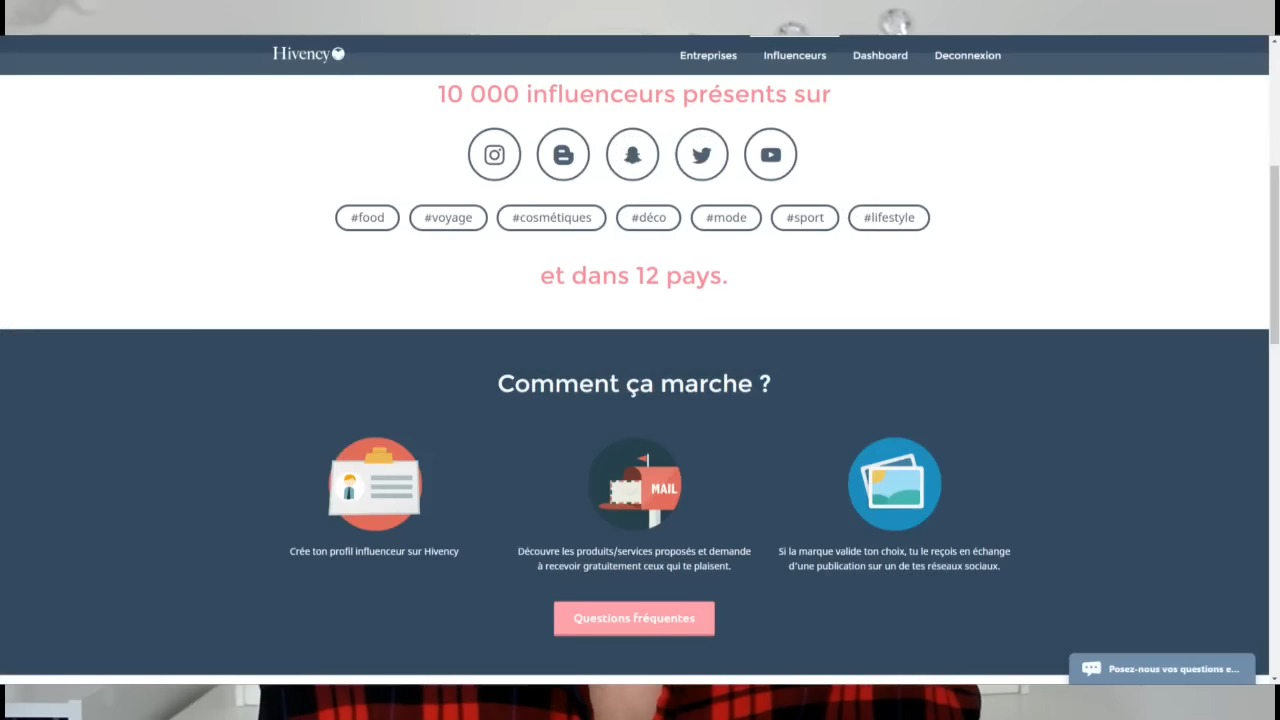 Hivency
Entreprises Influenceurs Dashboard Deconnexion
10 000 influenceurs présents sur
#food #voyage #cosmétiques #déco #mode #sport #lifestyle
et dans 12 pays.
Comment ça marche ?
MAIL
Crée ton profil influenceur sur Hivency
Découvre les produits/services proposés et demande
à recevoir gratuitement ceux qui te plaisent.
Si la marque valide ton choix, tu le reçois en échange
d'une publication sur un de tes réseaux sociaux.
Questions fréquentes
Posez-nous vos questions e...